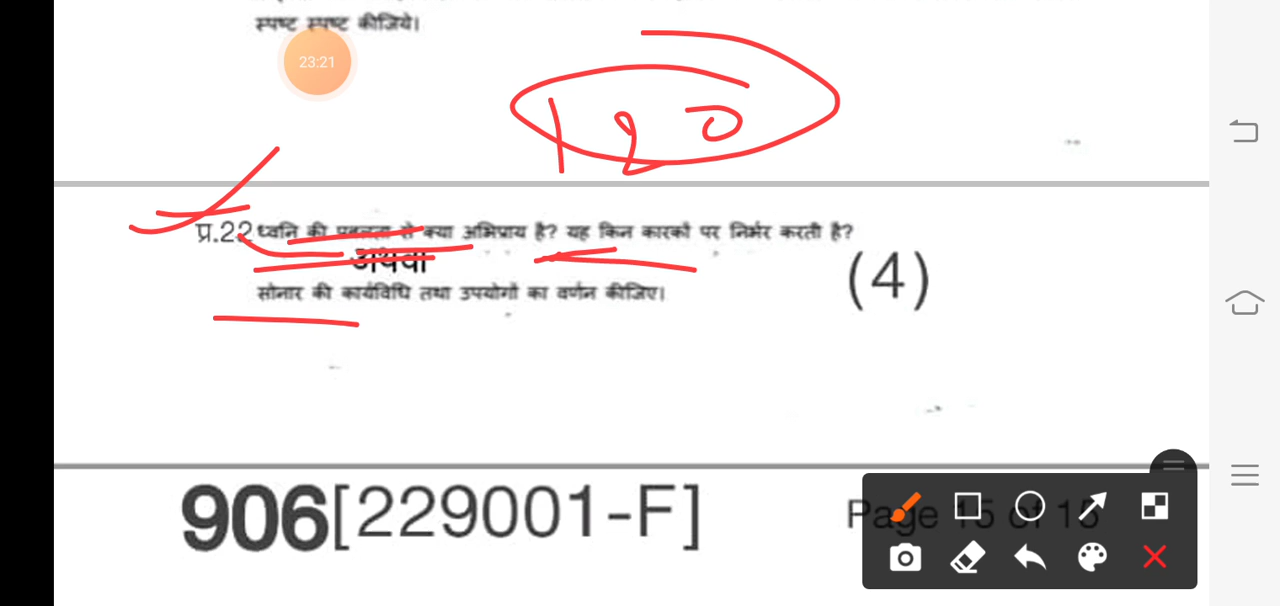 स्पष्ट स्पष्ट कीजिये।
23:21
120
प्र.22 ध्वनि की प्रबलता से क्या अभिप्राय है? यह किन कारकों पर निर्भर करती है?
अथवा
(4)
सोनार की कार्यविधि तथा उपयोगों का वर्णन कीजिए।
906[229001-F]
Page 15 of 15